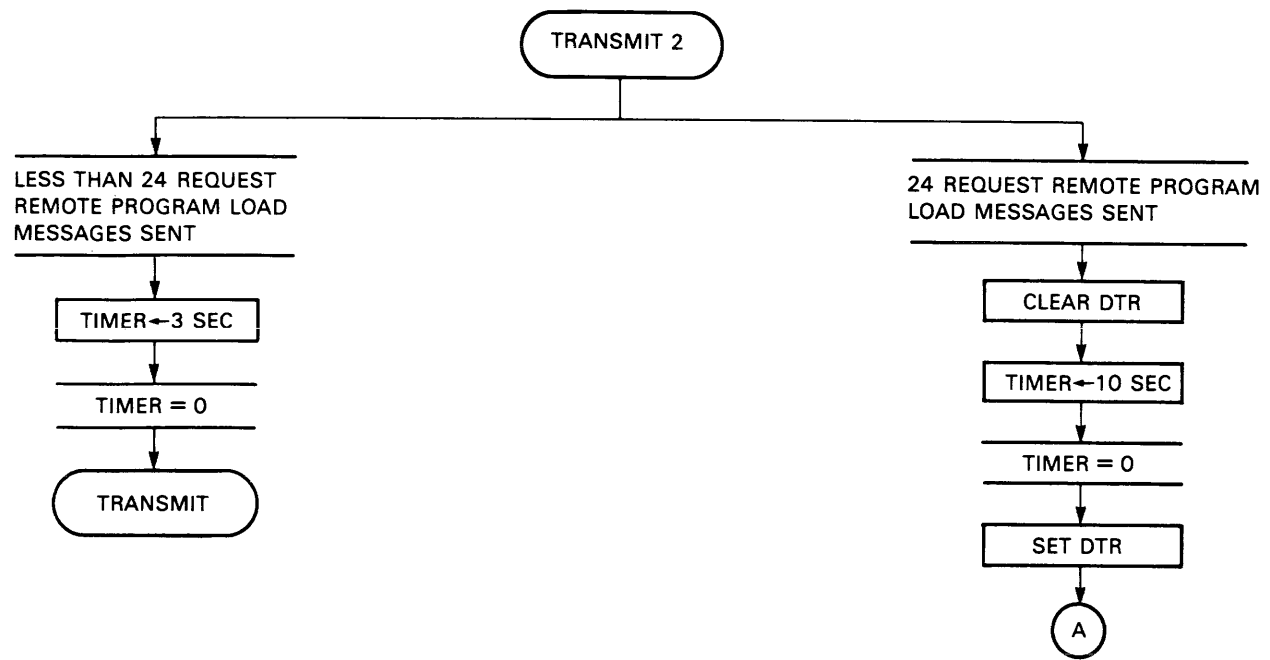 TRANSMIT 2
LESS THAN 24 REQUEST
REMOTE PROGRAM LOAD
MESSAGES SENT
TIMER←3 SEC
TIMER = 0
TRANSMIT
24 REQUEST REMOTE PROGRAM
LOAD MESSAGES SENT
CLEAR DTR
TIMER←10 SEC
TIMER = 0
SET DTR
A